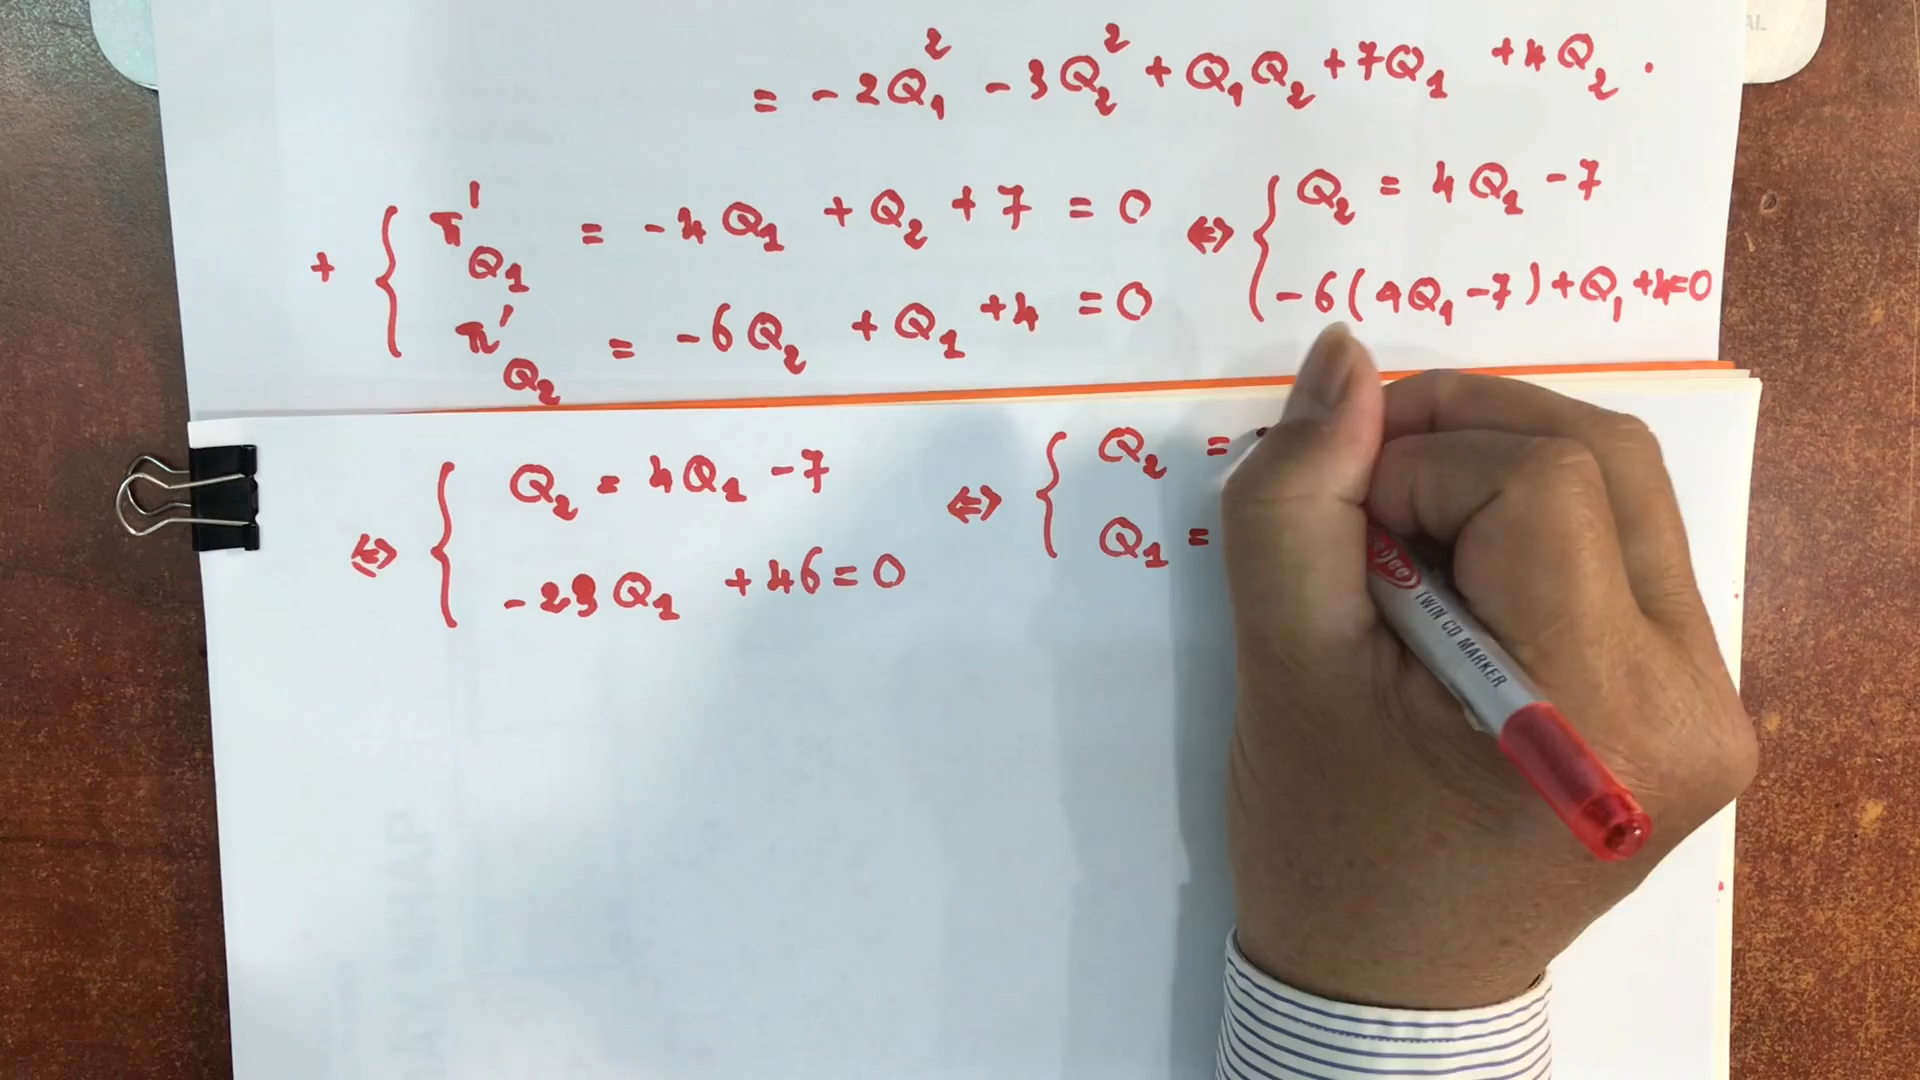 = -2Q₁² - 3Q₂² + Q₁Q₂ + 7Q₁ + 4Q₂.
+ { π'Q₁ = -4Q₁ + Q₂ + 7 = 0 ⇔ { Q₂ = 4Q₁ - 7
π'Q₂ = -6Q₂ + Q₁ + 4 = 0 -6(4Q₁ - 7) + Q₁ + 4 = 0
⇔ { Q₂ = 4Q₁ - 7 ⇔ { Q₂ =
-23Q₁ + 46 = 0 Q₁ =
TWIN CD MARKER